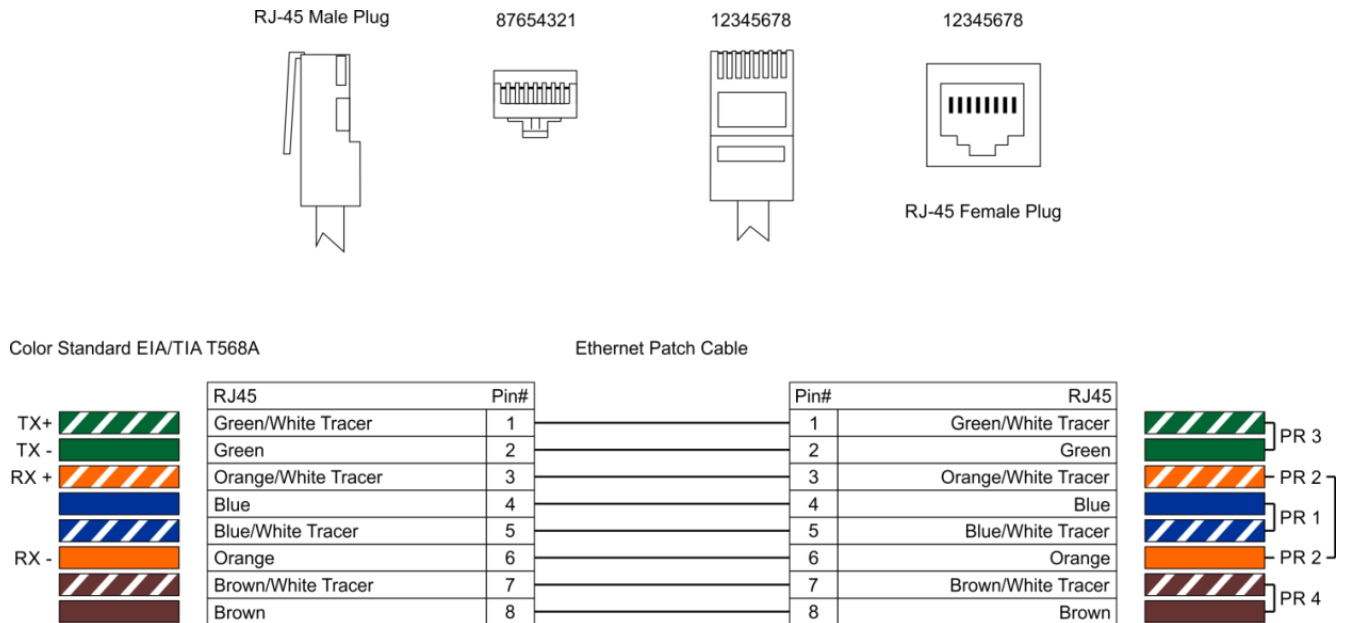 RJ-45 Male Plug
87654321
12345678
12345678
RJ-45 Female Plug
Color Standard EIA/TIA T568A
Ethernet Patch Cable
RJ45 Pin# Pin# RJ45
TX+ Green/White Tracer 1 1 Green/White Tracer
PR 3
TX - Green 2 2 Green
RX + Orange/White Tracer 3 3 Orange/White Tracer PR 2
Blue 4 4 Blue
PR 1
Blue/White Tracer 5 5 Blue/White Tracer
RX - Orange 6 6 Orange PR 2
Brown/White Tracer 7 7 Brown/White Tracer
PR 4
Brown 8 8 Brown